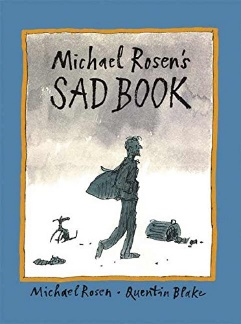 Michael Rosen's
SAD BOOK
Michael Rosen · Quentin Blake